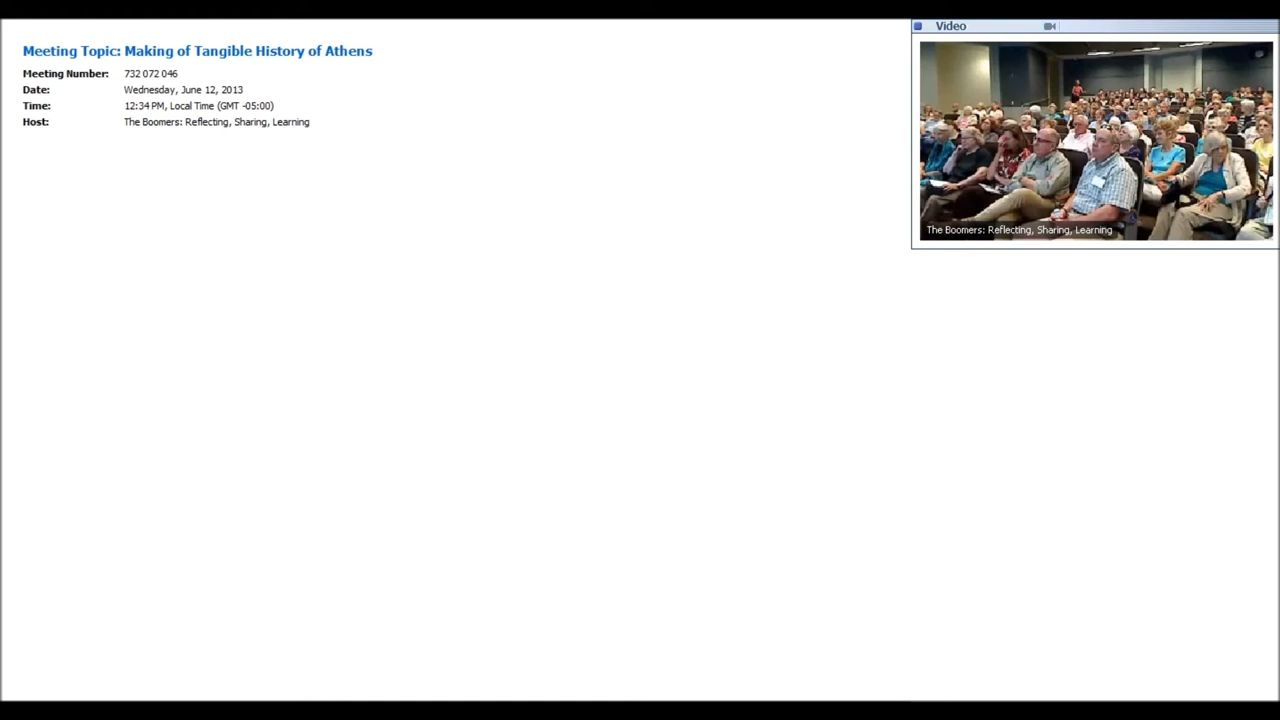 Meeting Topic: Making of Tangible History of Athens
Meeting Number: 732 072 046
Date: Wednesday, June 12, 2013
Time: 12:34 PM, Local Time (GMT -05:00)
Host: The Boomers: Reflecting, Sharing, Learning
Video
The Boomers: Reflecting, Sharing, Learning